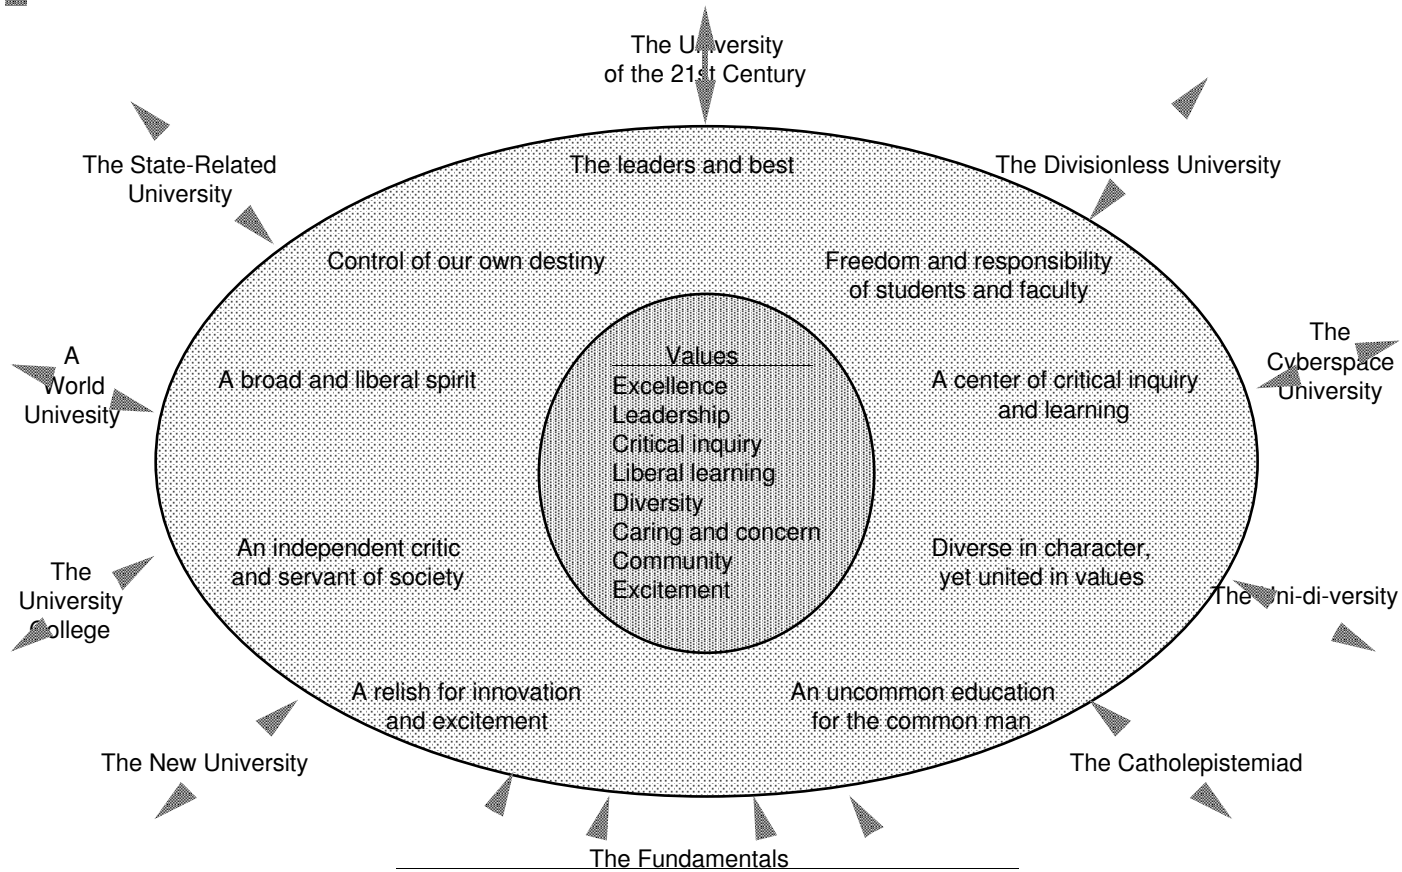 The University
of the 21st Century
The State-Related
University
The leaders and best
The Divisionless University
Control of our own destiny
Freedom and responsibility
of students and faculty
A
World
Univesity
A broad and liberal spirit
Values
Excellence
Leadership
Critical inquiry
Liberal learning
Diversity
Caring and concern
Community
Excitement
A center of critical inquiry
and learning
The
Cyberspace
University
The
University
College
An independent critic
and servant of society
Diverse in character,
yet united in values
The Uni-di-versity
A relish for innovation
and excitement
An uncommon education
for the common man
The New University
The Catholepistemiad
The Fundamentals